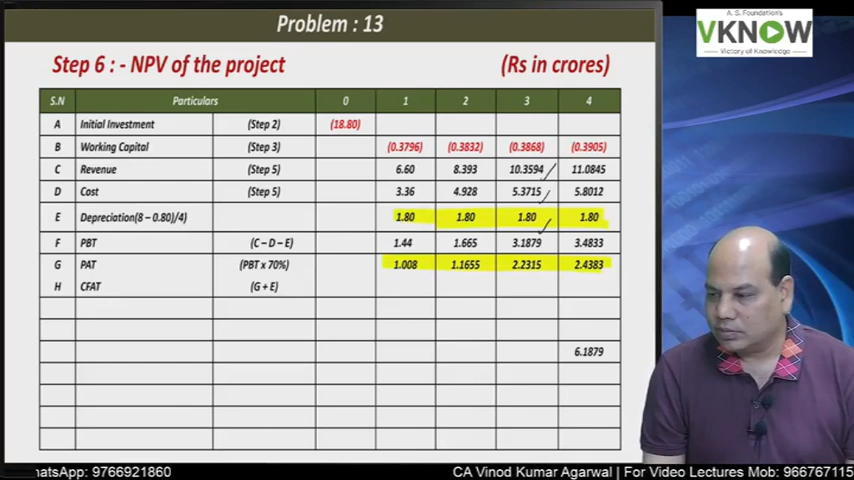 Problem : 13
A. S. Foundation's
VKNOW
Victory of Knowledge
Step 6 : - NPV of the project (Rs in crores)
S.N Particulars 0 1 2 3 4
A Initial Investment (Step 2) (18.80)
B Working Capital (Step 3) (0.3796) (0.3832) (0.3868) (0.3905)
C Revenue (Step 5) 6.60 8.393 10.3594 11.0845
D Cost (Step 5) 3.36 4.928 5.3715 5.8012
E Depreciation(8 – 0.80)/4) 1.80 1.80 1.80 1.80
F PBT (C – D – E) 1.44 1.665 3.1879 3.4833
G PAT (PBT x 70%) 1.008 1.1655 2.2315 2.4383
H CFAT (G + E)
6.1879
hatsApp: 9766921860 CA Vinod Kumar Agarwal | For Video Lectures Mob: 966767115